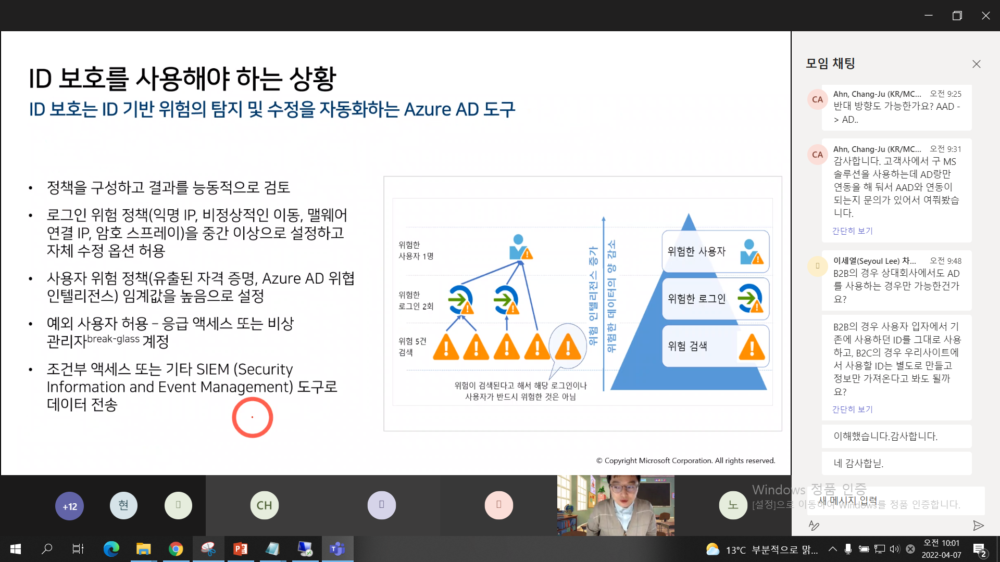 ID 보호를 사용해야 하는 상황
ID 보호는 ID 기반 위험의 탐지 및 수정을 자동화하는 Azure AD 도구
• 정책을 구성하고 결과를 능동적으로 검토
• 로그인 위험 정책(익명 IP, 비정상적인 이동, 맬웨어
연결 IP, 암호 스프레이)을 중간 이상으로 설정하고
자체 수정 옵션 허용
• 사용자 위험 정책(유출된 자격 증명, Azure AD 위협
인텔리전스) 임계값을 높음으로 설정
• 예외 사용자 허용 – 응급 액세스 또는 비상
관리자break-glass 계정
• 조건부 액세스 또는 기타 SIEM (Security
Information and Event Management) 도구로
데이터 전송
위험한
사용자 1명
위험한
로그인 2회
위험 5건
검색
위험이 검색된다고 해서 해당 로그인이나
사용자가 반드시 위험한 것은 아님
위험 인텔리전스 증가
위험한 데이터의 양 감소
위험한 사용자
위험한 로그인
위험 검색
© Copyright Microsoft Corporation. All rights reserved.
모임 채팅
CA
Ahn, Chang-Ju (KR/MC... 오전 9:25
반대 방향도 가능한가요? AAD -
> AD..
CA
Ahn, Chang-Ju (KR/MC... 오전 9:31
감사합니다. 고객사에서 구 MS
솔루션을 사용하는데 AD랑만
연동을 해 둬서 AAD와 연동이
되는지 문의가 있어서 여쭤봤습
니다.
간단히 보기
이세열(Seyoul Lee) 차... 오전 9:48
B2B의 경우 상대회사에서도 AD
를 사용하는 경우만 가능한건가
요?
B2B의 경우 사용자 입자에서 기
존에 사용하던 ID를 그대로 사용
하고, B2C의 경우 우리사이트에
서 사용할 ID는 별도로 만들고
정보만 가져온다고 봐도 될까
요?
간단히 보기
이해했습니다.감사합니다.
네 감사합닏.
Windows 정품 인증
[설정]으로 이동하여 Windows를 정품 인증합니다.
새 메시지 입력
+12
현
CH
노
13°C 부분적으로 맑...
오전 10:01
2022-04-07
2